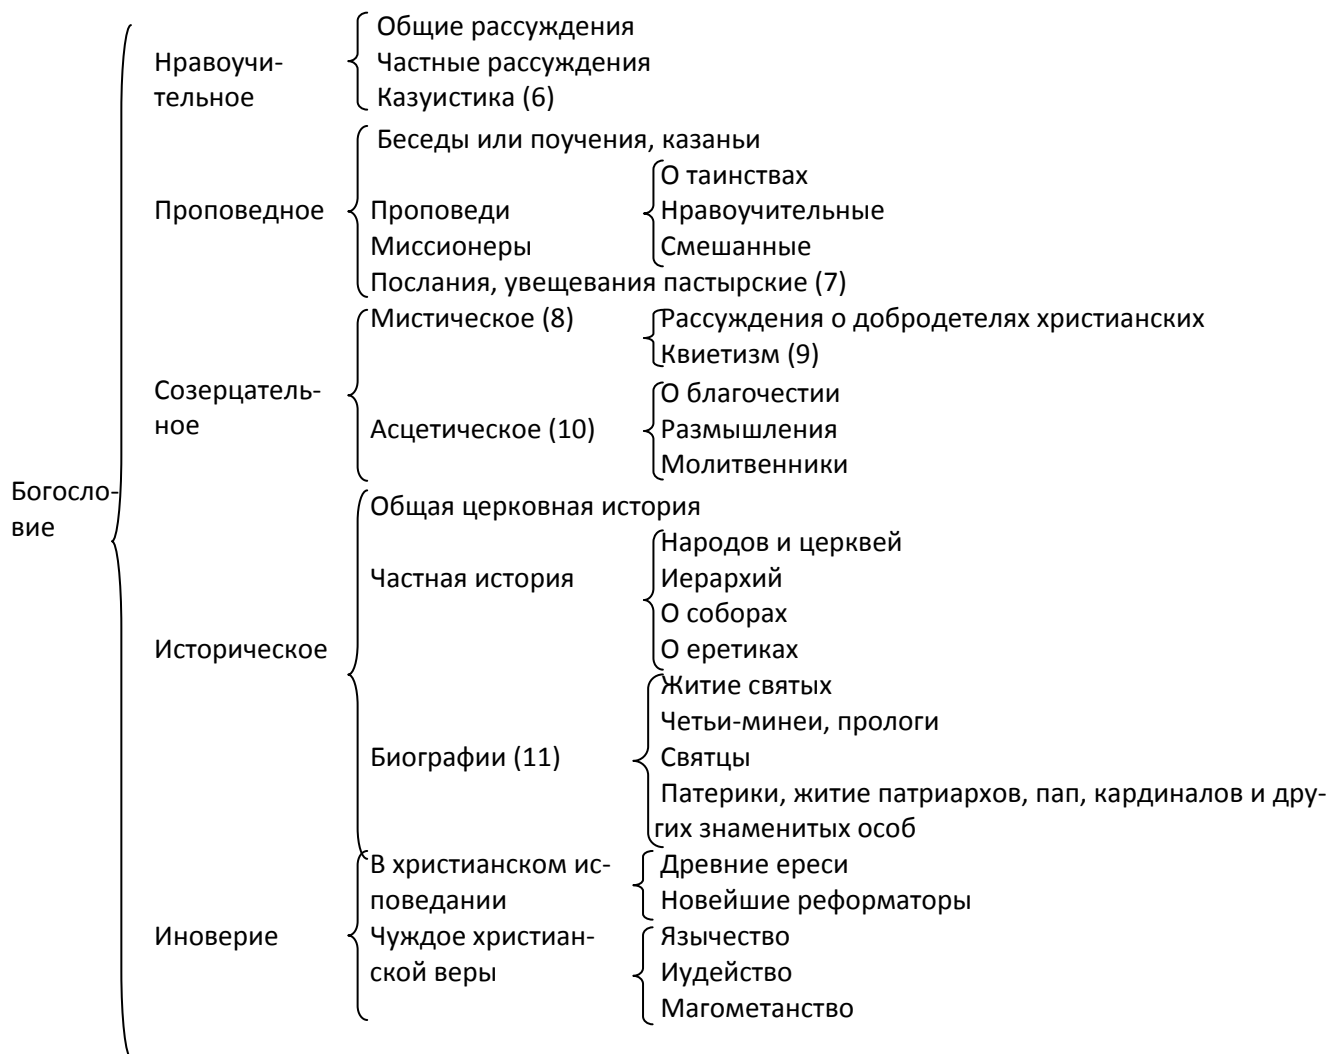 Общие рассуждения
Нравоучи-
тельное
Частные рассуждения
Казуистика (6)
Беседы или поучения, казаньи
Проповедное
Проповеди
Миссионеры
О таинствах
Нравоучительные
Смешанные
Послания, увещевания пастырские (7)
Созерцатель-
ное
Мистическое (8)
Рассуждения о добродетелях христианских
Квиетизм (9)
Асцетическое (10)
О благочестии
Размышления
Молитвенники
Богосло-
вие
Историческое
Общая церковная история
Частная история
Народов и церквей
Иерархий
О соборах
О еретиках
Биографии (11)
Житие святых
Четьи-минеи, прологи
Святцы
Патерики, житие патриархов, пап, кардиналов и дру-
гих знаменитых особ
Иноверие
В христианском ис-
поведании
Древние ереси
Новейшие реформаторы
Чуждое христиан-
ской веры
Язычество
Иудейство
Магометанство